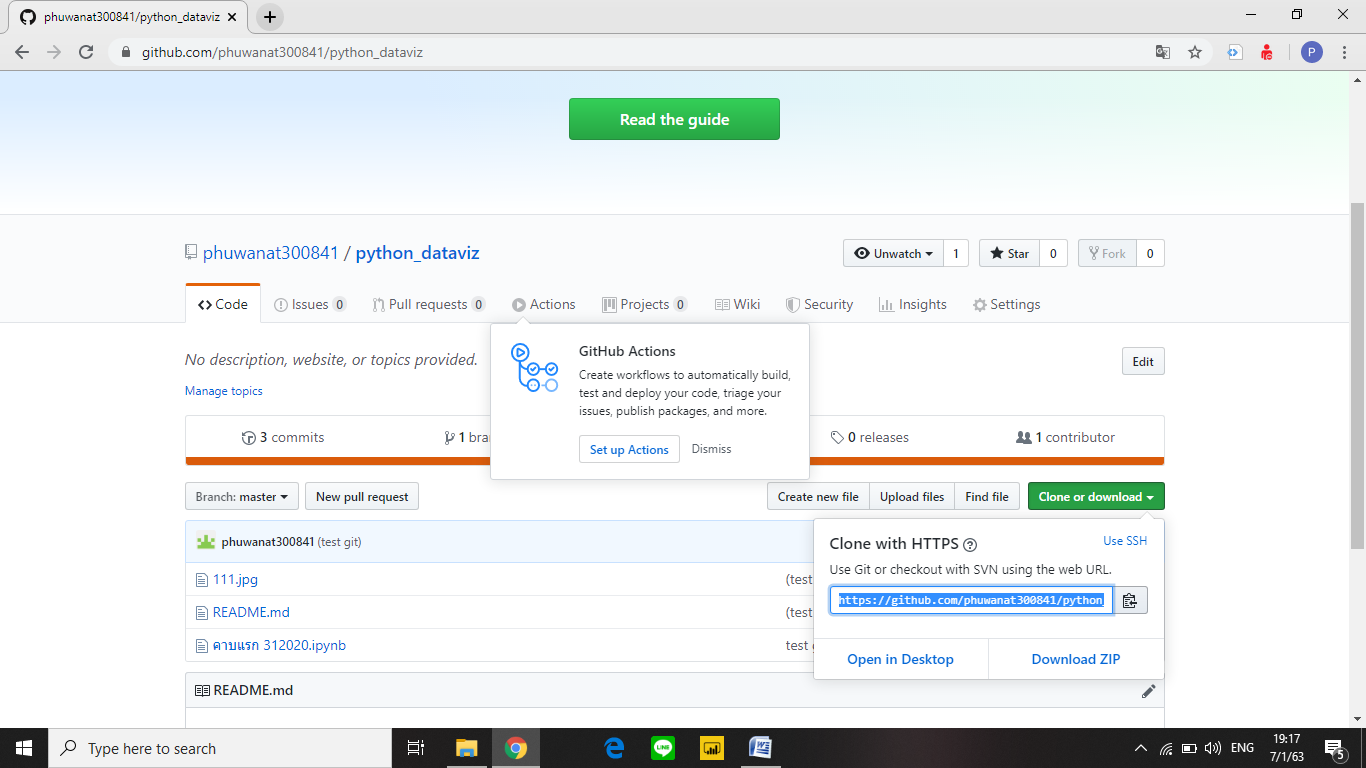 phuwanat300841/python_dataviz
github.com/phuwanat300841/python_dataviz
P
Read the guide
phuwanat300841 / python_dataviz
Unwatch 1 Star 0 Fork 0
Code Issues 0 Pull requests 0 Actions Projects 0 Wiki Security Insights Settings
No description, website, or topics provided.
Edit
Manage topics
GitHub Actions
Create workflows to automatically build,
test and deploy your code, triage your
issues, publish packages, and more.
Set up Actions Dismiss
3 commits 1 bra 0 releases 1 contributor
Branch: master New pull request Create new file Upload files Find file Clone or download
phuwanat300841 (test git)
111.jpg (test
README.md (test
คาบแรก 312020.ipynb test
Clone with HTTPS Use SSH
Use Git or checkout with SVN using the web URL.
https://github.com/phuwanat300841/python_
Open in Desktop Download ZIP
README.md
Type here to search
LINE
W
ENG
19:17
7/1/63
5